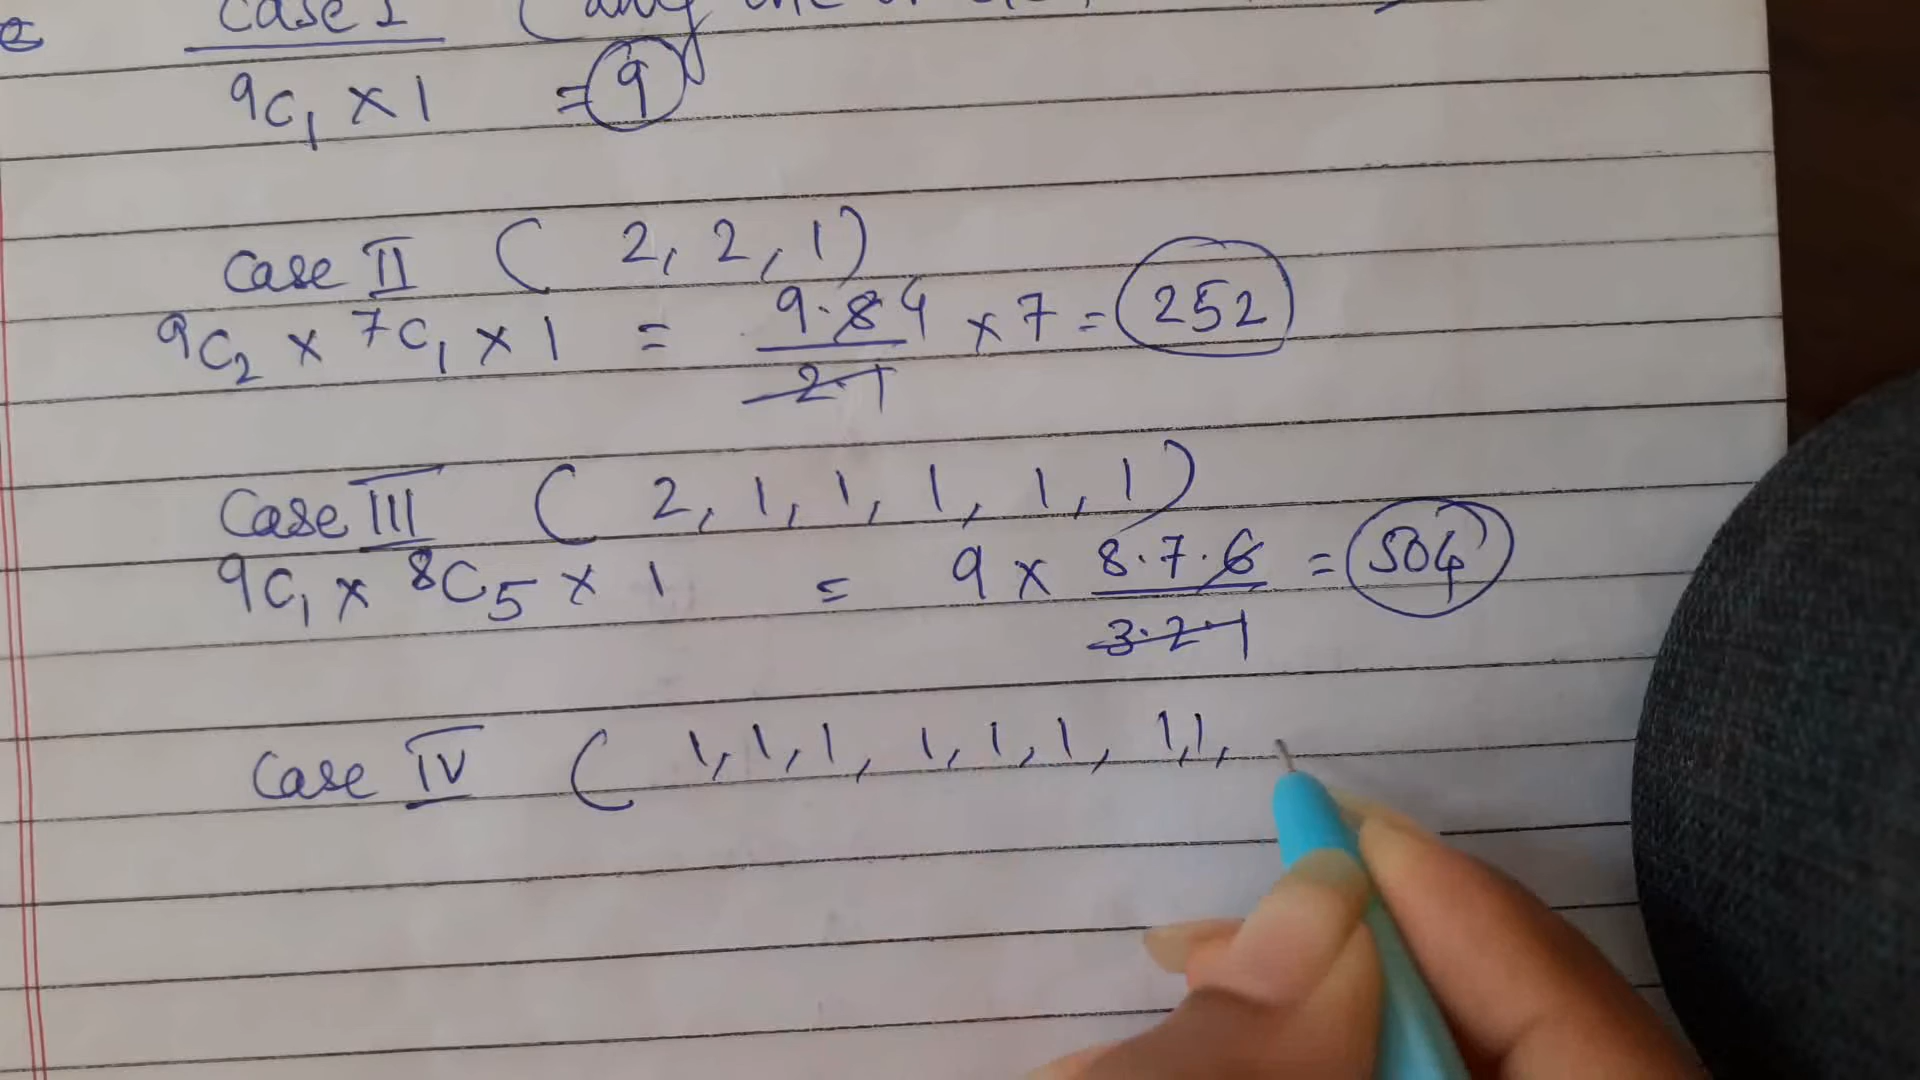 Case I (any one
⁹C₁ × 1 = 9
Case II ( 2, 2, 1)
⁹C₂ × ⁷C₁ × 1 = 9·8 4 / 2·1 × 7 = 252
Case III ( 2, 1, 1, 1, 1, 1)
⁹C₁ × ⁸C₅ × 1 = 9 × 8·7·6 / 3·2·1 = 504
Case IV ( 1,1,1, 1,1,1, 1,1,